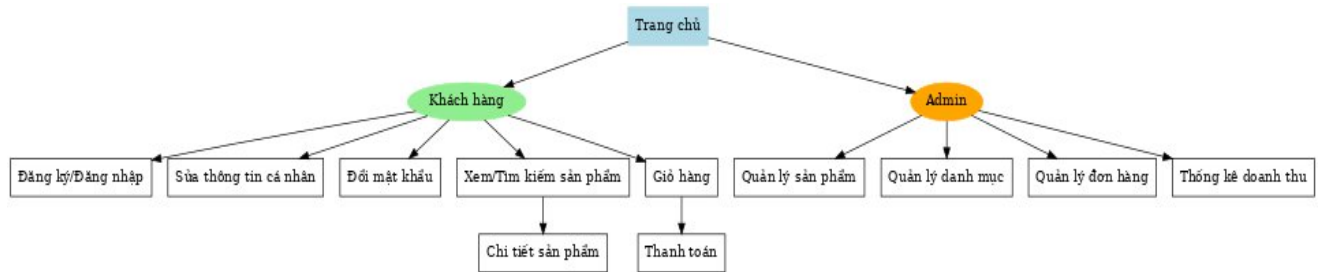 Trang chủ
Khách hàng
Admin
Đăng ký/Đăng nhập
Sửa thông tin cá nhân
Đổi mật khẩu
Xem/Tìm kiếm sản phẩm
Giỏ hàng
Quản lý sản phẩm
Quản lý danh mục
Quản lý đơn hàng
Thống kê doanh thu
Chi tiết sản phẩm
Thanh toán